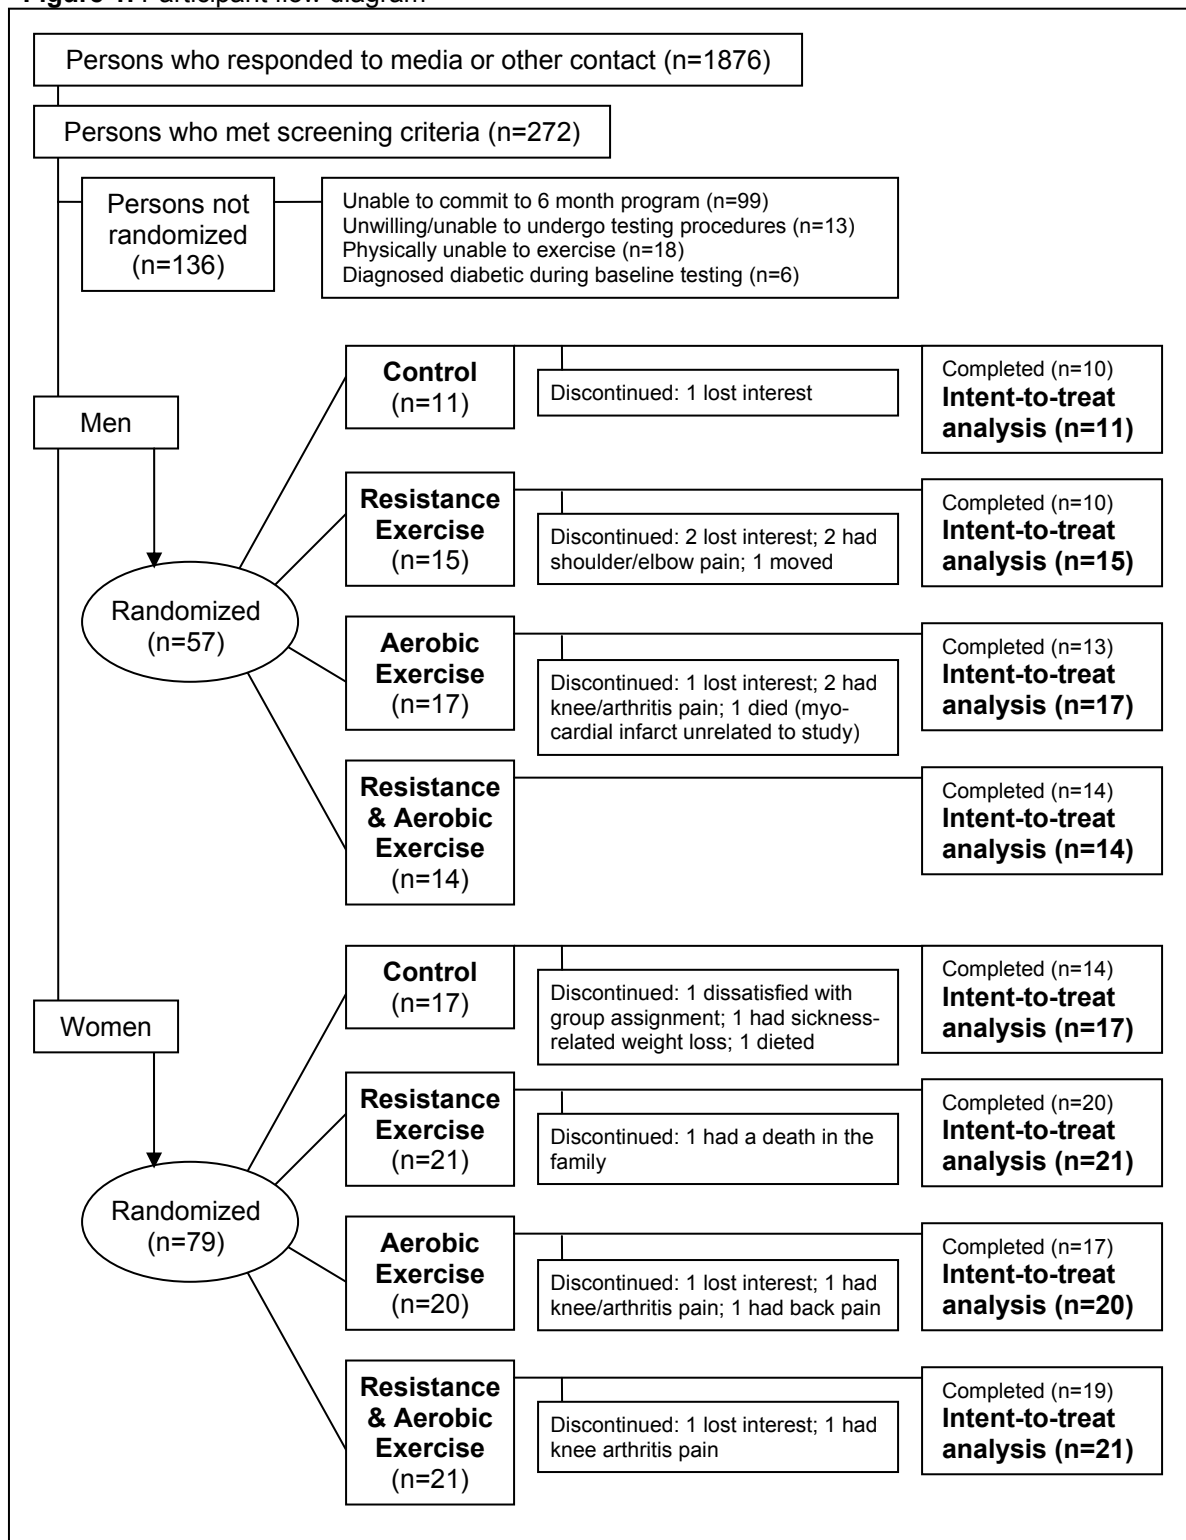 Figure 1. Participant flow diagram
Persons who responded to media or other contact (n=1876)
Persons who met screening criteria (n=272)
Persons not
randomized
(n=136)
Unable to commit to 6 month program (n=99)
Unwilling/unable to undergo testing procedures (n=13)
Physically unable to exercise (n=18)
Diagnosed diabetic during baseline testing (n=6)
Men
Randomized
(n=57)
Control
(n=11)
Discontinued: 1 lost interest
Completed (n=10)
Intent-to-treat
analysis (n=11)
Resistance
Exercise
(n=15)
Discontinued: 2 lost interest; 2 had
shoulder/elbow pain; 1 moved
Completed (n=10)
Intent-to-treat
analysis (n=15)
Aerobic
Exercise
(n=17)
Discontinued: 1 lost interest; 2 had
knee/arthritis pain; 1 died (myo-
cardial infarct unrelated to study)
Completed (n=13)
Intent-to-treat
analysis (n=17)
Resistance
& Aerobic
Exercise
(n=14)
Completed (n=14)
Intent-to-treat
analysis (n=14)
Women
Randomized
(n=79)
Control
(n=17)
Discontinued: 1 dissatisfied with
group assignment; 1 had sickness-
related weight loss; 1 dieted
Completed (n=14)
Intent-to-treat
analysis (n=17)
Resistance
Exercise
(n=21)
Discontinued: 1 had a death in the
family
Completed (n=20)
Intent-to-treat
analysis (n=21)
Aerobic
Exercise
(n=20)
Discontinued: 1 lost interest; 1 had
knee/arthritis pain; 1 had back pain
Completed (n=17)
Intent-to-treat
analysis (n=20)
Resistance
& Aerobic
Exercise
(n=21)
Discontinued: 1 lost interest; 1 had
knee arthritis pain
Completed (n=19)
Intent-to-treat
analysis (n=21)